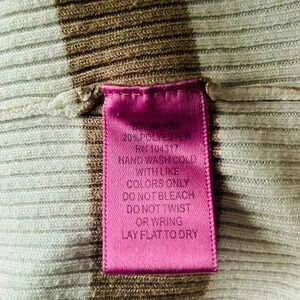 20% POLYESTER
RN 104317
HAND WASH COLD
WITH LIKE
COLORS ONLY
DO NOT BLEACH
DO NOT TWIST
OR WRING
LAY FLAT TO DRY